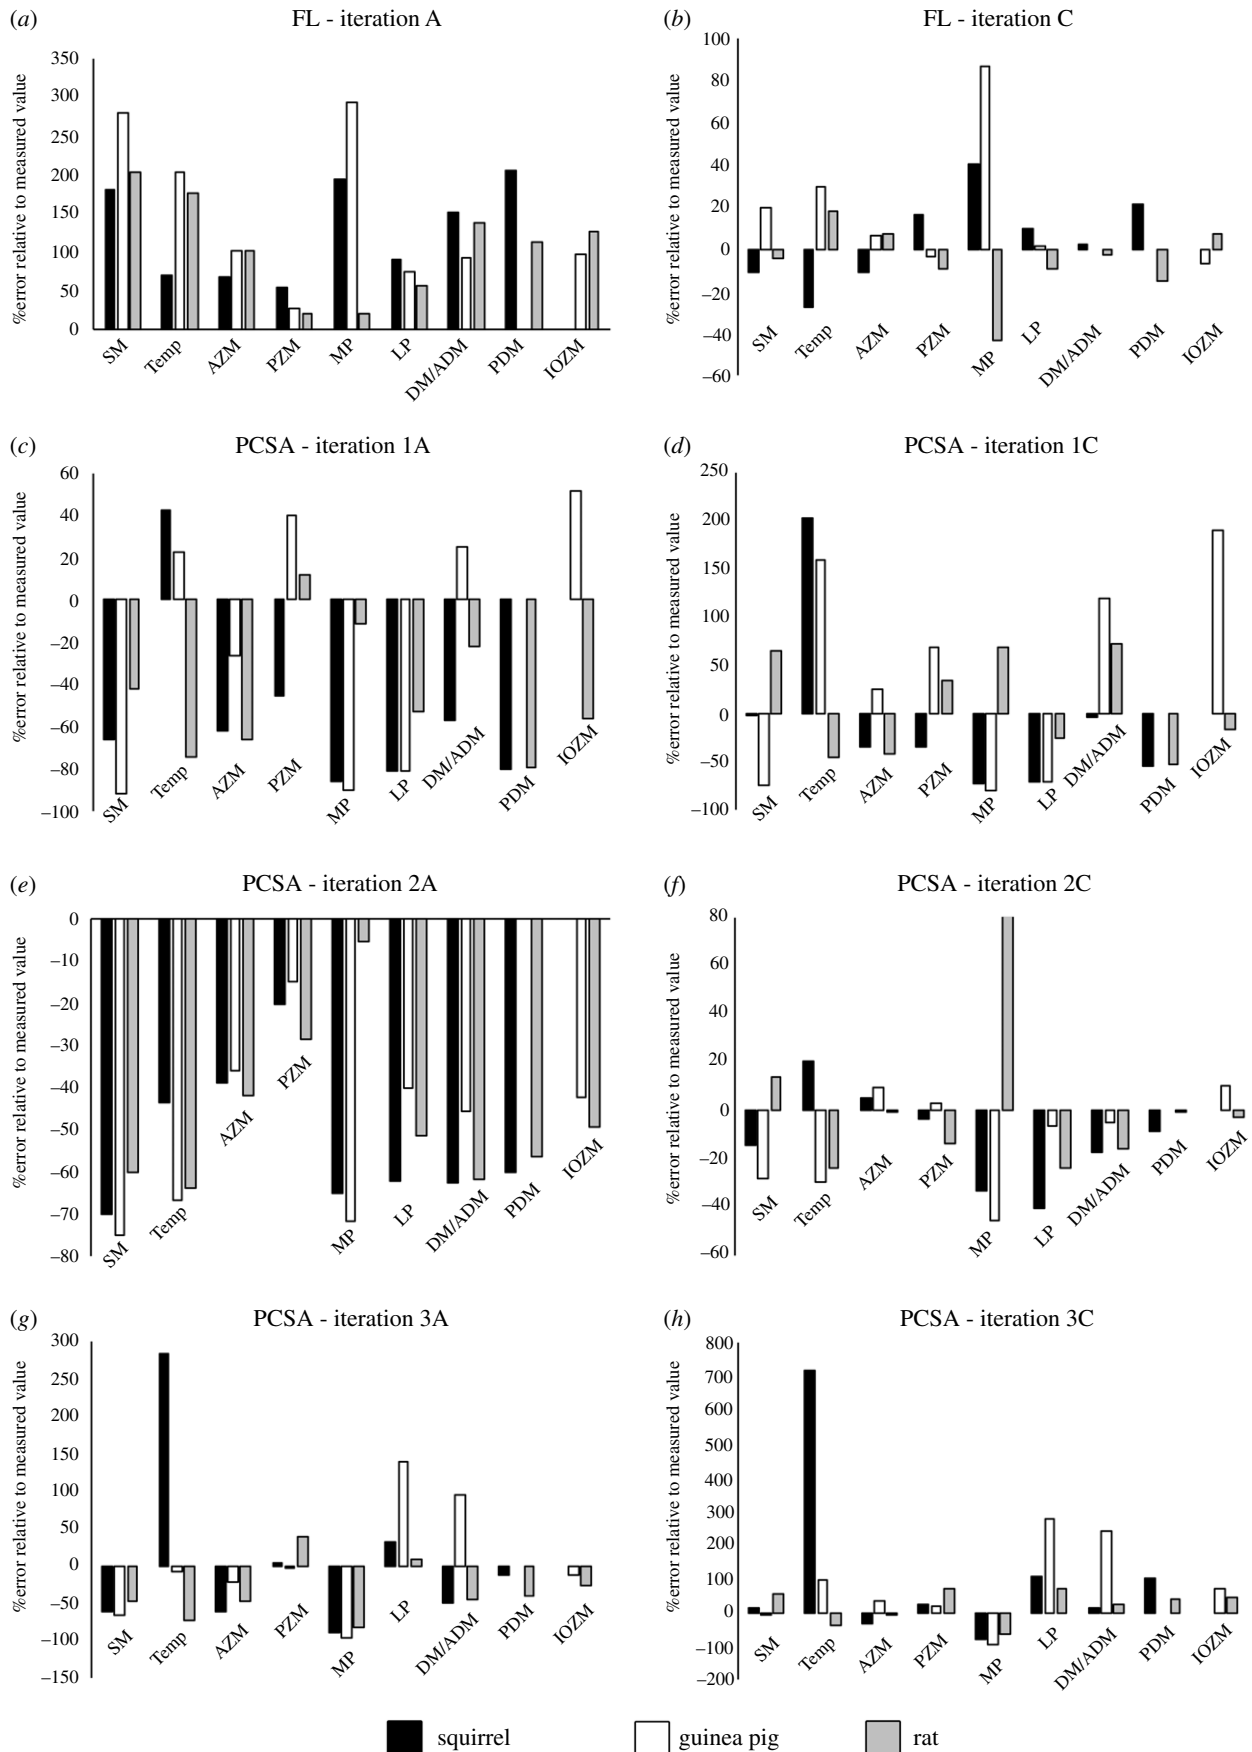 (a) FL - iteration A
%error relative to measured value
350
300
250
200
150
100
50
0
SM Temp AZM PZM MP LP DM/ADM PDM IOZM
(b) FL - iteration C
%error relative to measured value
100
80
60
40
20
0
–20
–40
–60
SM Temp AZM PZM MP LP DM/ADM PDM IOZM
(c) PCSA - iteration 1A
%error relative to measured value
60
40
20
0
–20
–40
–60
–80
–100
SM Temp AZM PZM MP LP DM/ADM PDM IOZM
(d) PCSA - iteration 1C
%error relative to measured value
250
200
150
100
50
0
–50
–100
SM Temp AZM PZM MP LP DM/ADM PDM IOZM
(e) PCSA - iteration 2A
%error relative to measured value
0
–10
–20
–30
–40
–50
–60
–70
–80
SM Temp AZM PZM MP LP DM/ADM PDM IOZM
(f) PCSA - iteration 2C
%error relative to measured value
80
60
40
20
0
–20
–40
–60
SM Temp AZM PZM MP LP DM/ADM PDM IOZM
(g) PCSA - iteration 3A
%error relative to measured value
300
250
200
150
100
50
0
–50
–100
–150
SM Temp AZM PZM MP LP DM/ADM PDM IOZM
(h) PCSA - iteration 3C
%error relative to measured value
800
700
600
500
400
300
200
100
0
–100
–200
SM Temp AZM PZM MP LP DM/ADM PDM IOZM
squirrel guinea pig rat